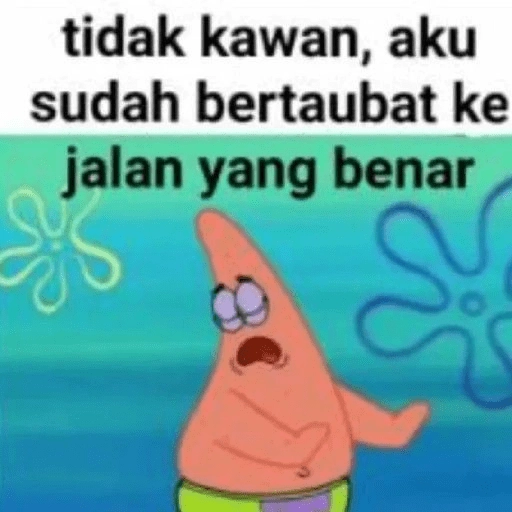 tidak kawan, aku
sudah bertaubat ke
jalan yang benar